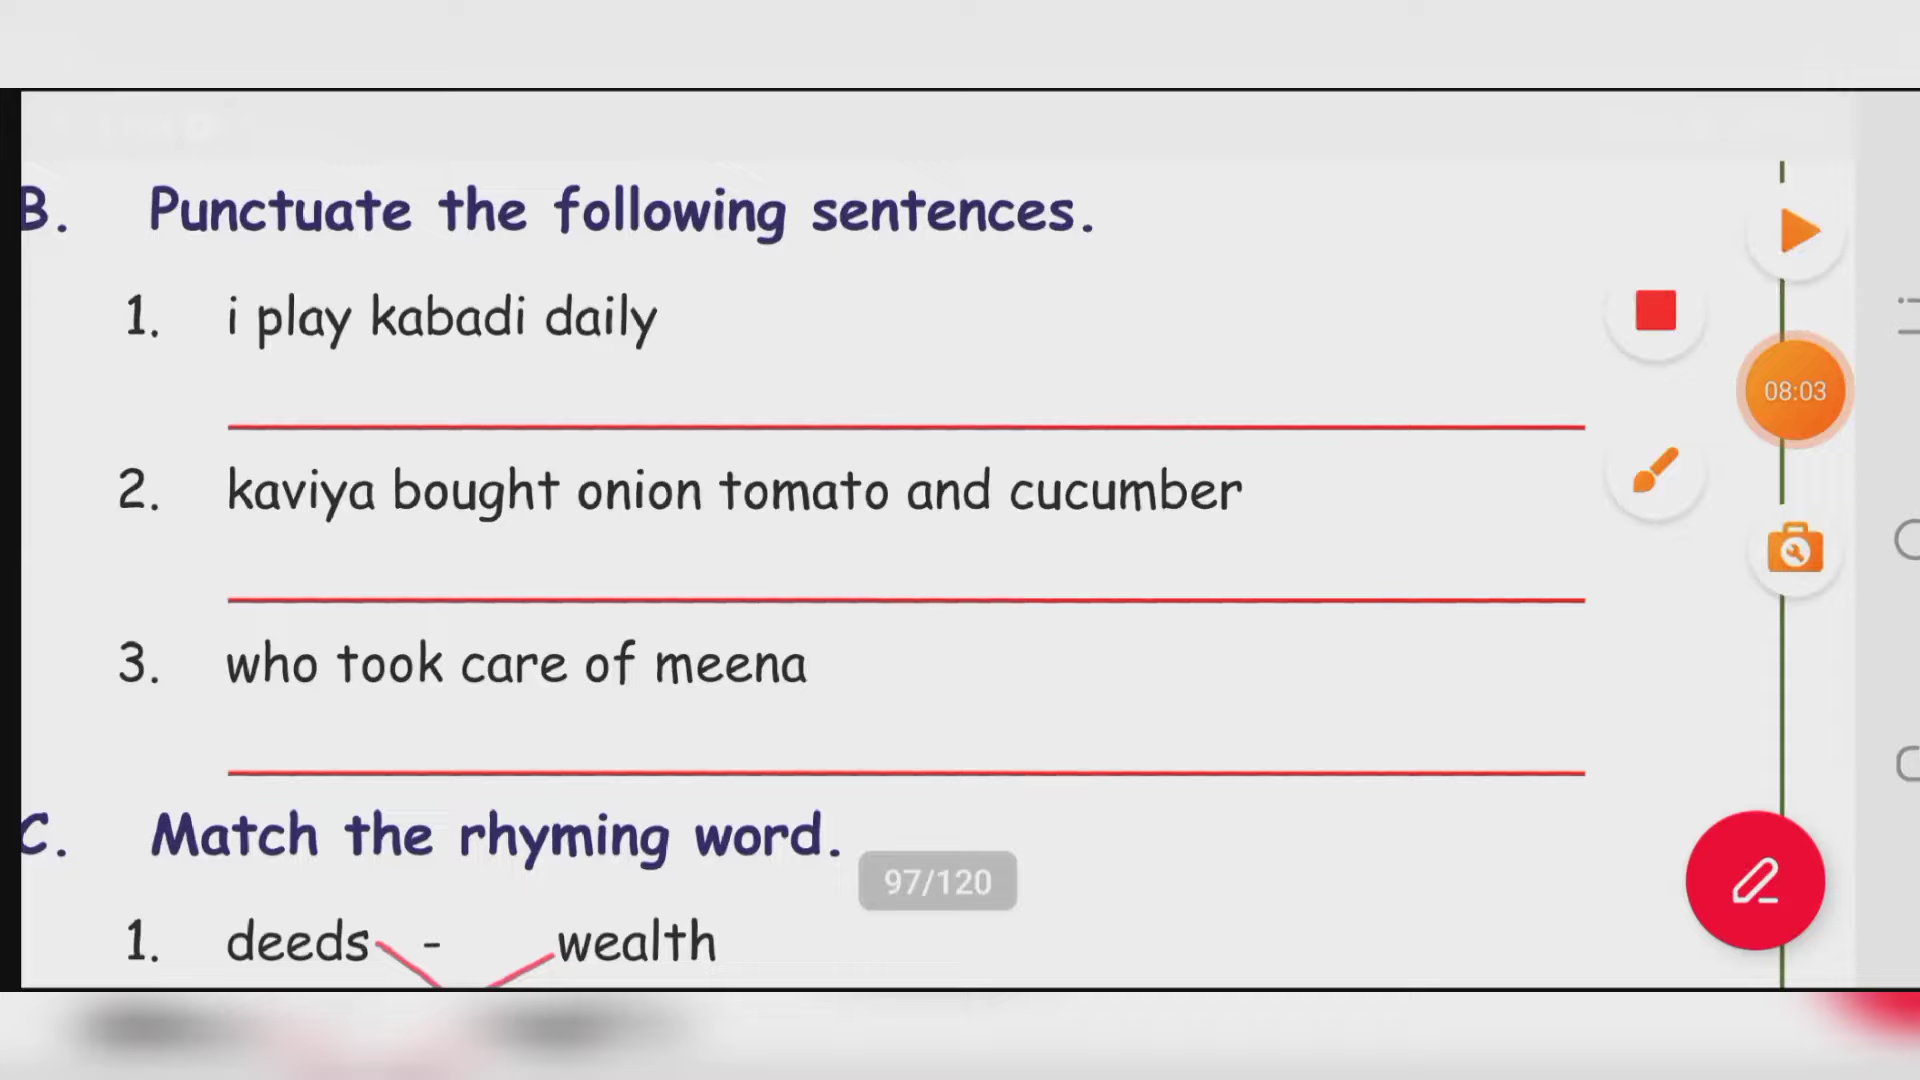 B. Punctuate the following sentences.
1. i play kabadi daily
08:03
2. kaviya bought onion tomato and cucumber
3. who took care of meena
C. Match the rhyming word.
97/120
1. deeds - wealth